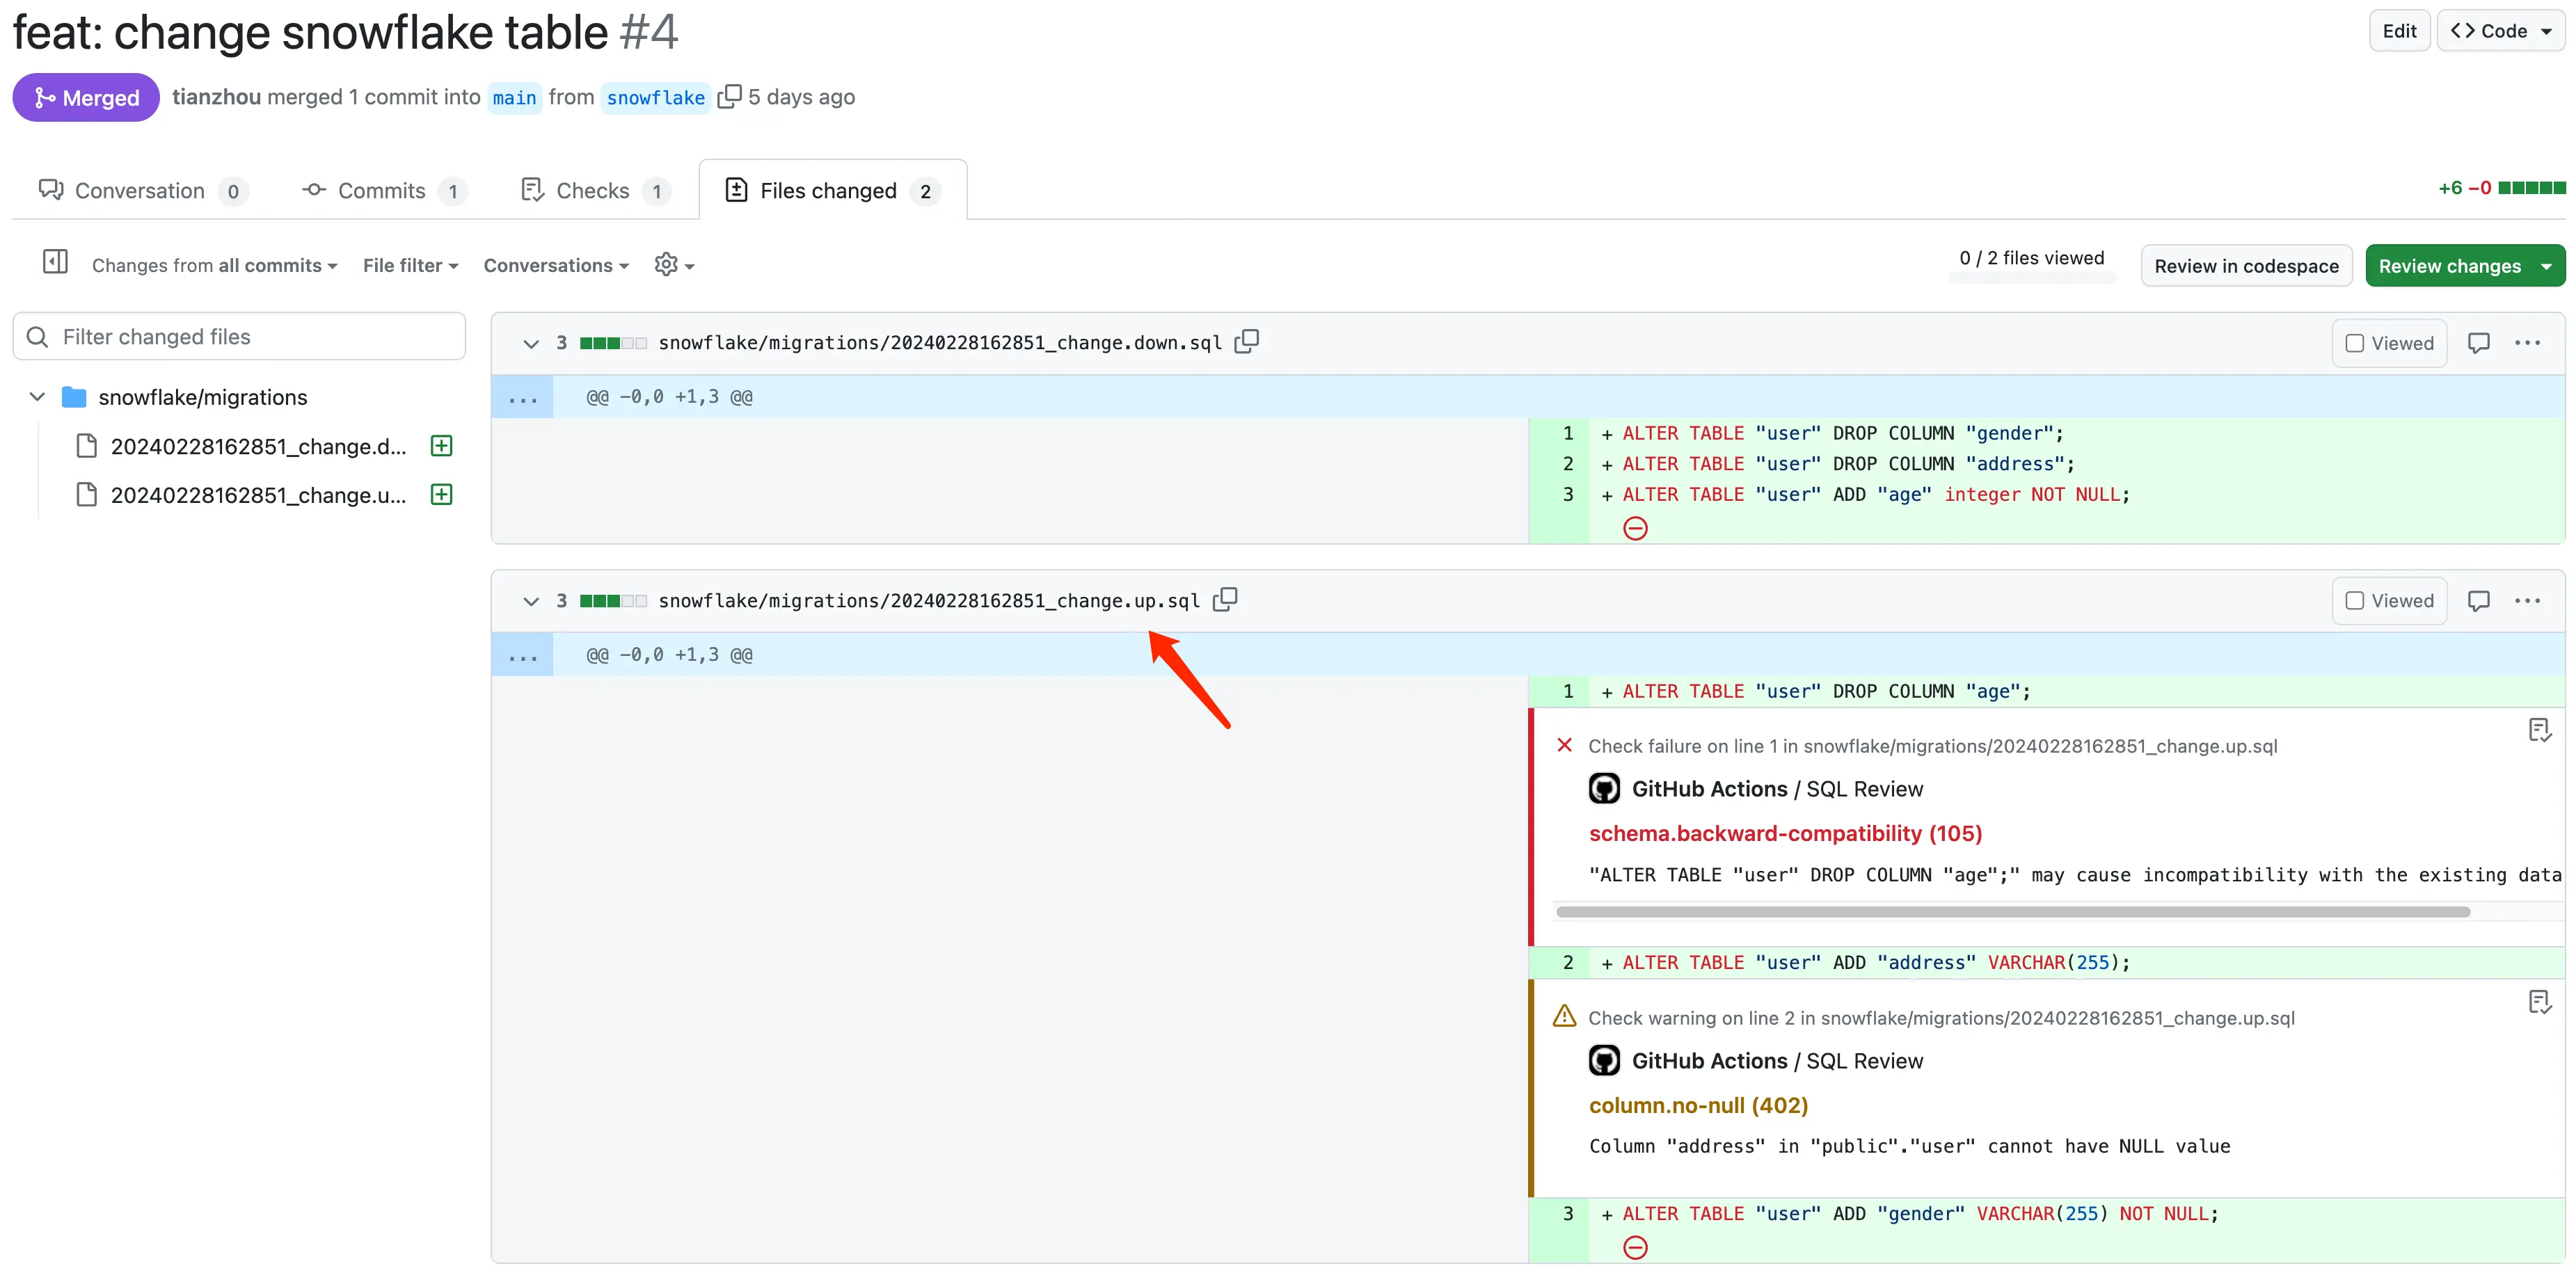 feat: change snowflake table #4
Edit
Code
Merged
tianzhou merged 1 commit into main from snowflake 5 days ago
Conversation 0
Commits 1
Checks 1
Files changed 2
+6 −0
Changes from all commits
File filter
Conversations
0 / 2 files viewed
Review in codespace
Review changes
Filter changed files
snowflake/migrations
20240228162851_change.d...
20240228162851_change.u...
3 snowflake/migrations/20240228162851_change.down.sql
Viewed
...
@@ −0,0 +1,3 @@
1 + ALTER TABLE "user" DROP COLUMN "gender";
2 + ALTER TABLE "user" DROP COLUMN "address";
3 + ALTER TABLE "user" ADD "age" integer NOT NULL;
3 snowflake/migrations/20240228162851_change.up.sql
Viewed
...
@@ −0,0 +1,3 @@
1 + ALTER TABLE "user" DROP COLUMN "age";
Check failure on line 1 in snowflake/migrations/20240228162851_change.up.sql
GitHub Actions / SQL Review
schema.backward-compatibility (105)
"ALTER TABLE "user" DROP COLUMN "age";" may cause incompatibility with the existing data
2 + ALTER TABLE "user" ADD "address" VARCHAR(255);
Check warning on line 2 in snowflake/migrations/20240228162851_change.up.sql
GitHub Actions / SQL Review
column.no-null (402)
Column "address" in "public"."user" cannot have NULL value
3 + ALTER TABLE "user" ADD "gender" VARCHAR(255) NOT NULL;